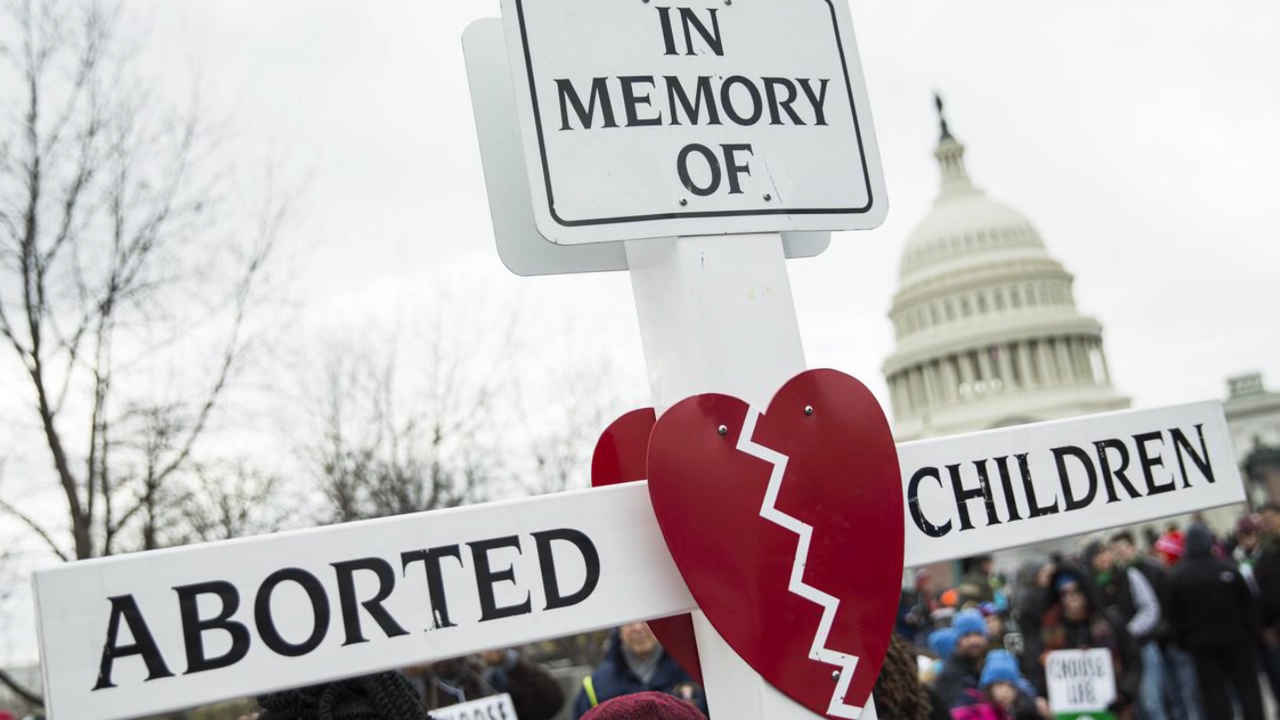 IN
MEMORY
OF
ABORTED CHILDREN
CHOOSE
LIFE